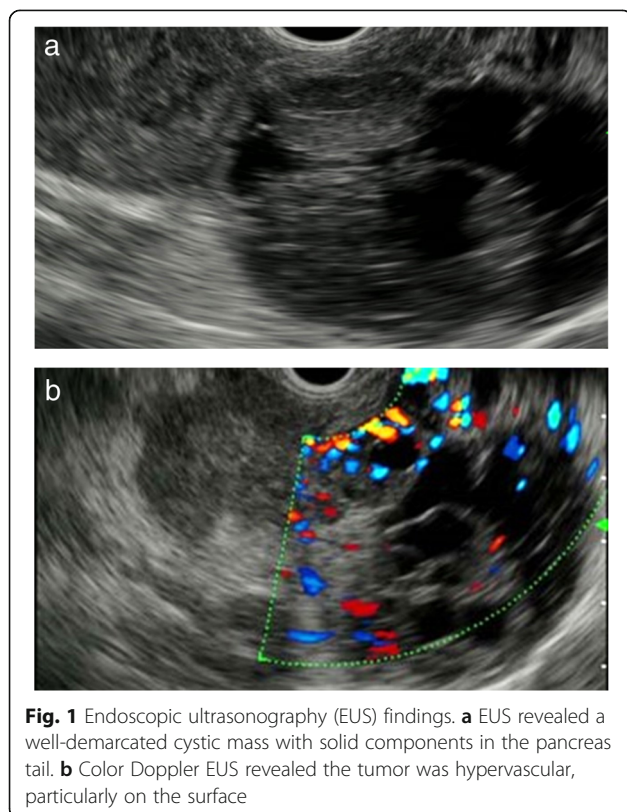 a
b
Fig. 1 Endoscopic ultrasonography (EUS) findings. a EUS revealed a
well-demarcated cystic mass with solid components in the pancreas
tail. b Color Doppler EUS revealed the tumor was hypervascular,
particularly on the surface